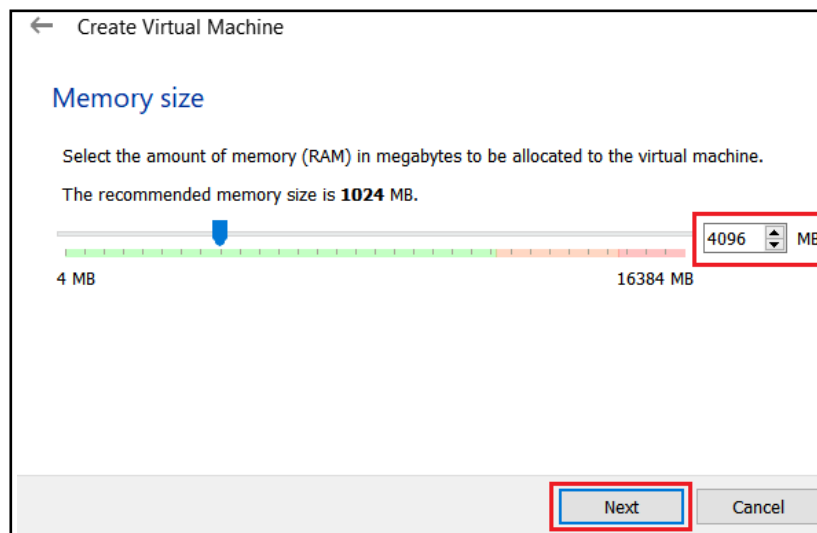 Create Virtual Machine
Memory size
Select the amount of memory (RAM) in megabytes to be allocated to the virtual machine.
The recommended memory size is 1024 MB.
4096 MB
4 MB 16384 MB
Next Cancel